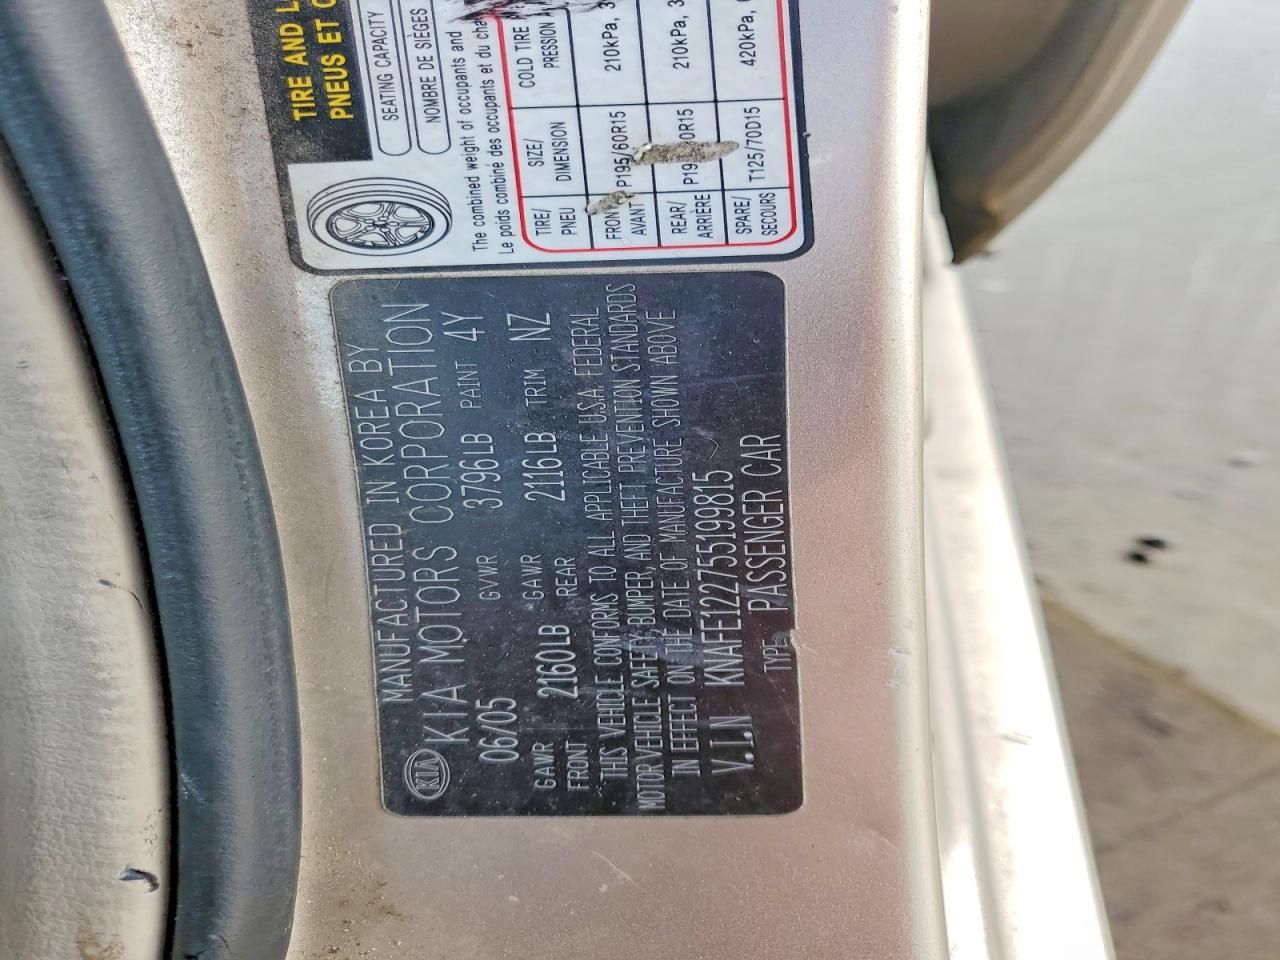 TIRE AND
PNEUS ET
SEATING CAPACITY
NOMBRE DE SIÈGES
The combined weight of occupants and
Le poids combiné des occupants et du
TIRE/
PNEU
SIZE/
DIMENSION
COLD TIRE
PRESSION
AVANT
P195/60R15
210kPa,
REAR/
ARRIÈRE
210kPa,
SPARE/
SECOURS
T125/70D15
420kPa,
KIA
MANUFACTURED IN KOREA BY
KIA MOTORS CORPORATION
06/05 GVWR 3796LB PAINT 4Y
GAWR
FRONT 2160LB GAWR
REAR 2116LB TRIM NZ
THIS VEHICLE CONFORMS TO ALL APPLICABLE U.S.A. FEDERAL
MOTOR VEHICLE SAFETY, BUMPER, AND THEFT PREVENTION STANDARDS
IN EFFECT ON THE DATE OF MANUFACTURE SHOWN ABOVE
V.I.N KNAFE122755199815
TYPE PASSENGER CAR